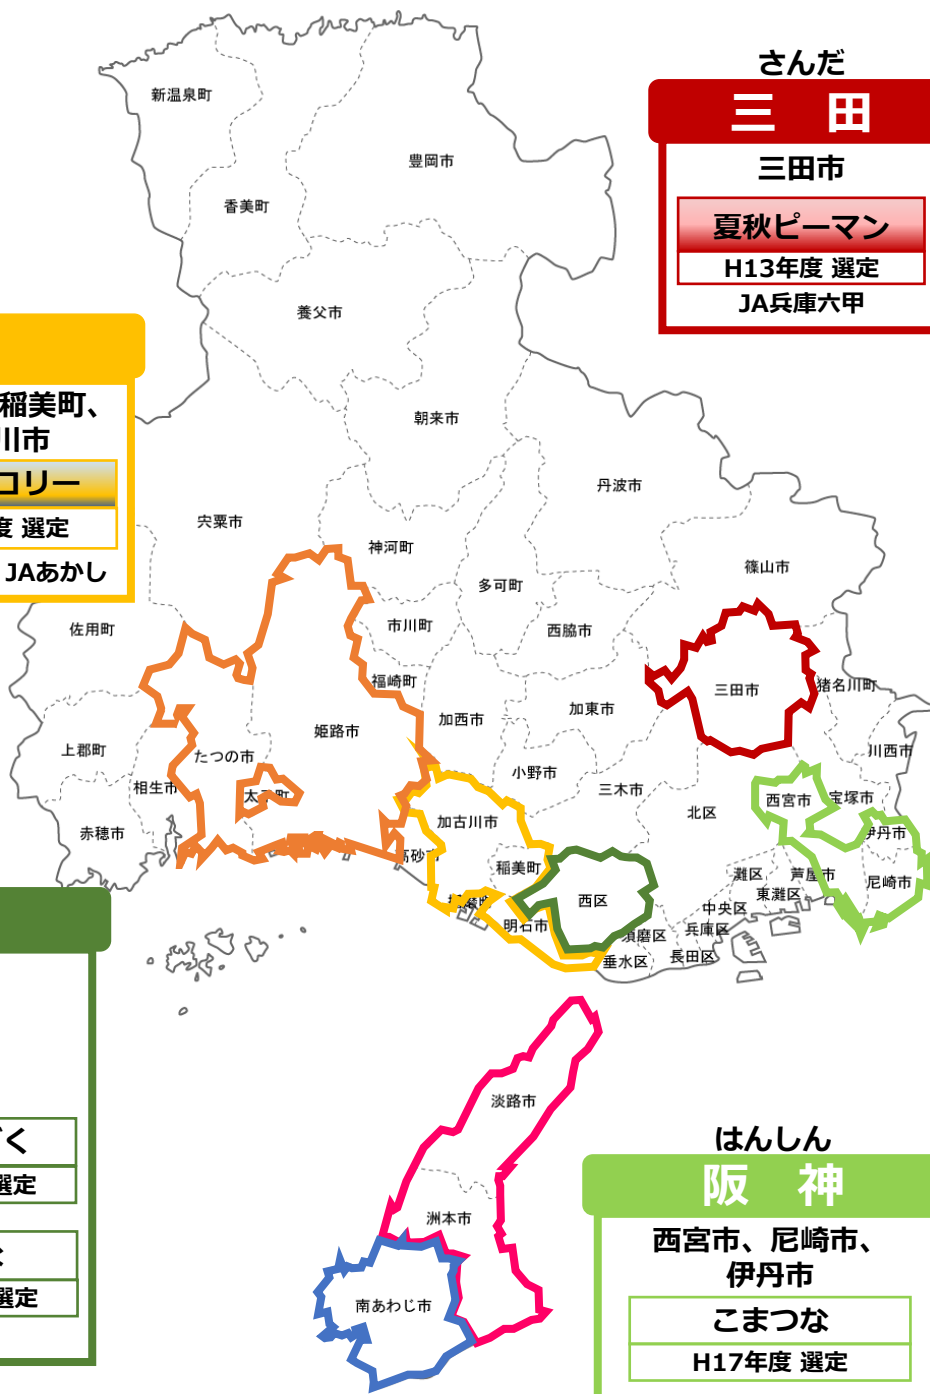 さんだ
三 田
三田市
夏秋ピーマン
H13年度 選定
JA兵庫六甲
新温泉町
豊岡市
香美町
養父市
朝来市
稲美町、
川市
コリー
度 選定
JAあかし
丹波市
宍粟市
神河町
篠山市
多可町
佐用町
市川町
西脇市
福崎町
三田市
猪名川町
加西市
加東市
姫路市
上郡町
たつの市
川西市
小野市
相生市
三木市
太子町
西宮市
宝塚市
北区
加古川市
赤穂市
伊丹市
高砂市
稲美町
灘区
芦屋市
尼崎市
東灘区
西区
播磨町
中央区
明石市
兵庫区
須磨区
長田区
垂水区
淡路市
洲本市
南あわじ市
く
選定
選定
はんしん
阪 神
西宮市、尼崎市、
伊丹市
こまつな
H17年度 選定